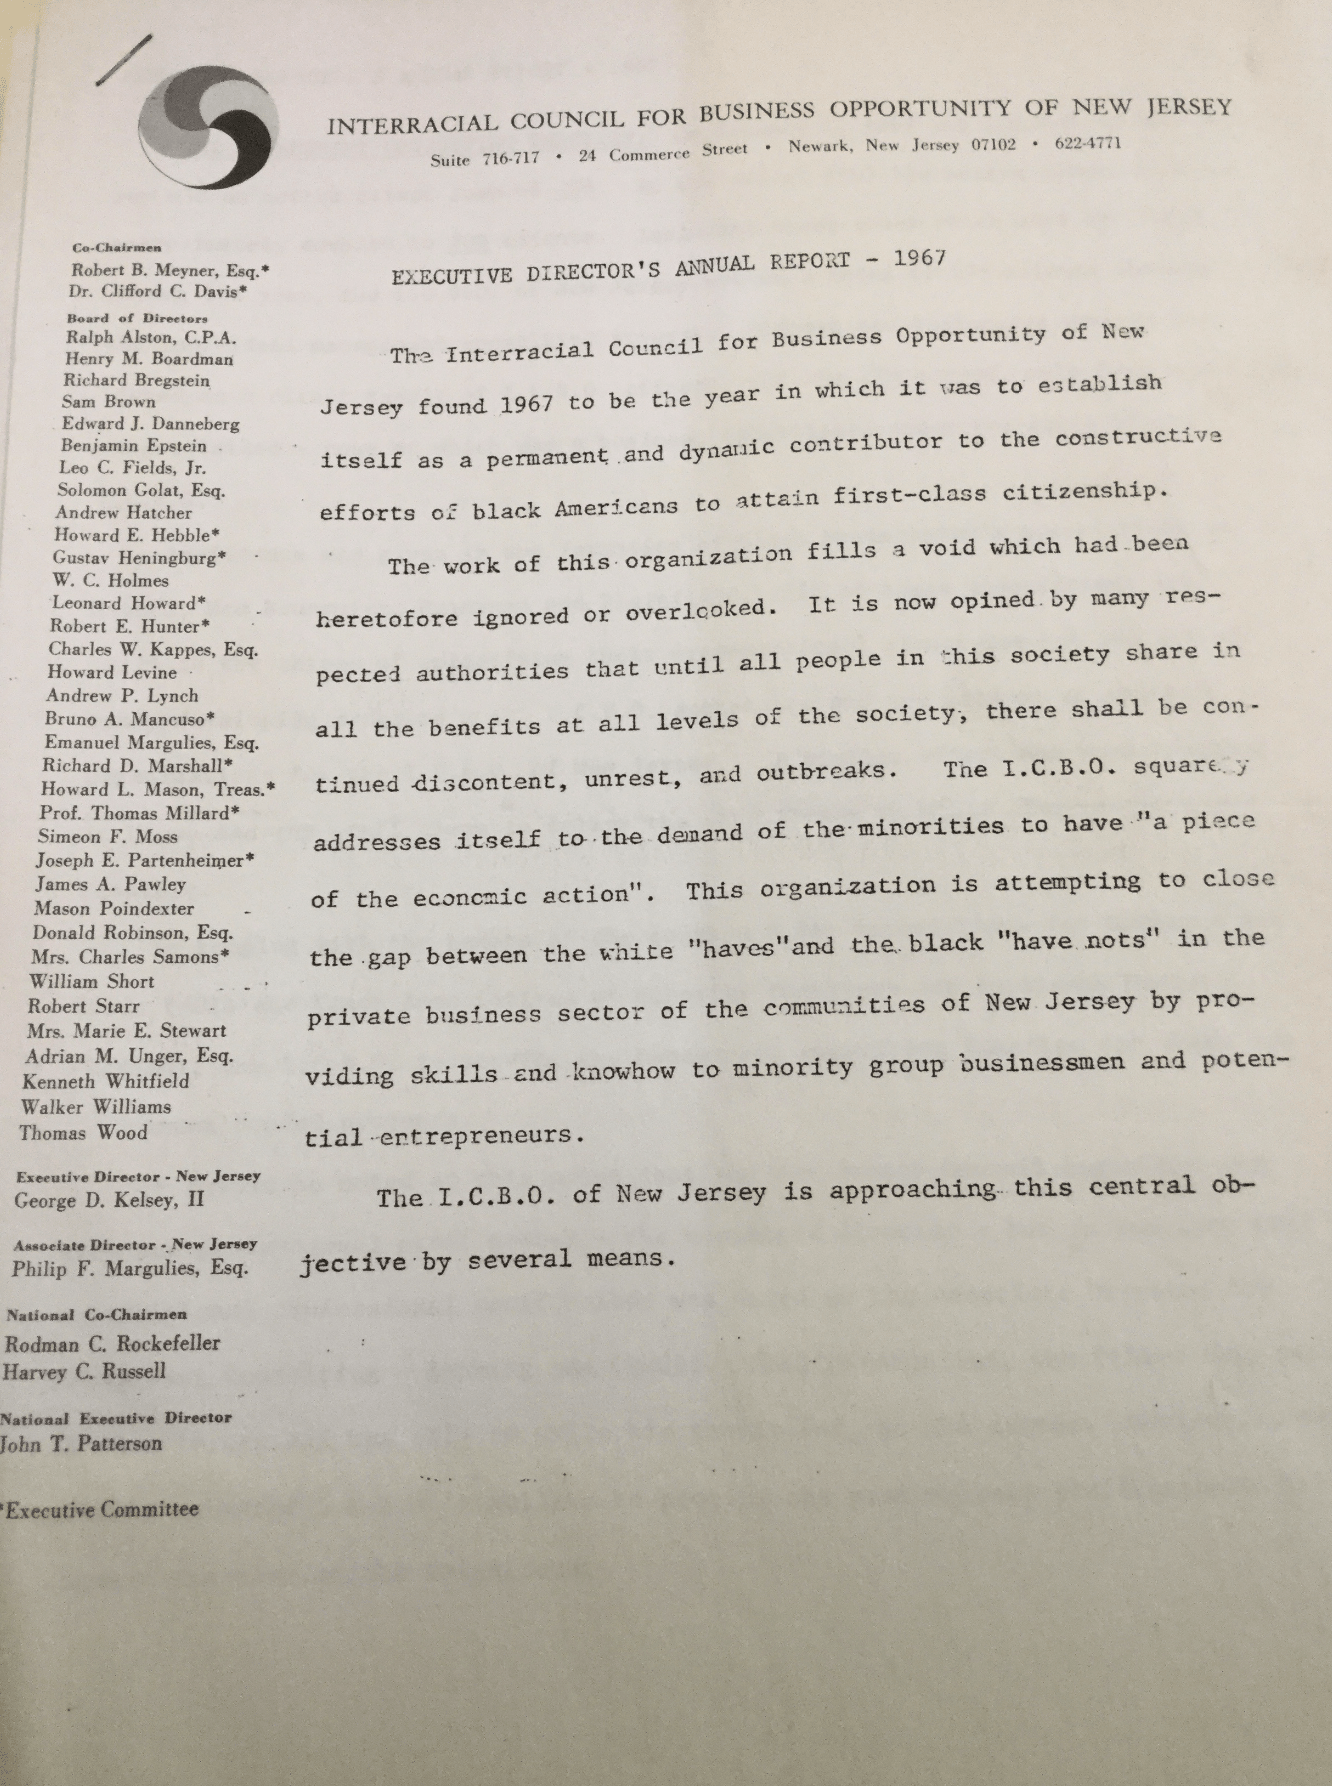 INTERRACIAL COUNCIL FOR BUSINESS OPPORTUNITY OF NEW JERSEY
Suite 716-717 • 24 Commerce Street • Newark, New Jersey 07102 • 622-4771
Co-Chairmen
Robert B. Meyner, Esq.*
Dr. Clifford C. Davis*
Board of Directors
Ralph Alston, C.P.A.
Henry M. Boardman
Richard Bregstein
Sam Brown
Edward J. Danneberg
Benjamin Epstein
Leo C. Fields, Jr.
Solomon Golat, Esq.
Andrew Hatcher
Howard E. Hebble*
Gustav Heningburg*
W. C. Holmes
Leonard Howard*
Robert E. Hunter*
Charles W. Kappes, Esq.
Howard Levine
Andrew P. Lynch
Bruno A. Mancuso*
Emanuel Margulies, Esq.
Richard D. Marshall*
Howard L. Mason, Treas.*
Prof. Thomas Millard*
Simeon F. Moss
Joseph E. Partenheimer*
James A. Pawley
Mason Poindexter
Donald Robinson, Esq.
Mrs. Charles Samons*
William Short
Robert Starr
Mrs. Marie E. Stewart
Adrian M. Unger, Esq.
Kenneth Whitfield
Walker Williams
Thomas Wood
Executive Director - New Jersey
George D. Kelsey, II
Associate Director - New Jersey
Philip F. Margulies, Esq.
National Co-Chairmen
Rodman C. Rockefeller
Harvey C. Russell
National Executive Director
John T. Patterson
*Executive Committee
EXECUTIVE DIRECTOR'S ANNUAL REPORT - 1967
The Interracial Council for Business Opportunity of New
Jersey found 1967 to be the year in which it was to establish
itself as a permanent and dynamic contributor to the constructive
efforts of black Americans to attain first-class citizenship.
The work of this organization fills a void which had been
heretofore ignored or overlooked. It is now opined by many res-
pected authorities that until all people in this society share in
all the benefits at all levels of the society, there shall be con-
tinued discontent, unrest, and outbreaks. The I.C.B.O. squarely
addresses itself to the demand of the minorities to have "a piece
of the economic action". This organization is attempting to close
the gap between the white "haves"and the black "have nots" in the
private business sector of the communities of New Jersey by pro-
viding skills and knowhow to minority group businessmen and poten-
tial entrepreneurs.
The I.C.B.O. of New Jersey is approaching this central ob-
jective by several means.